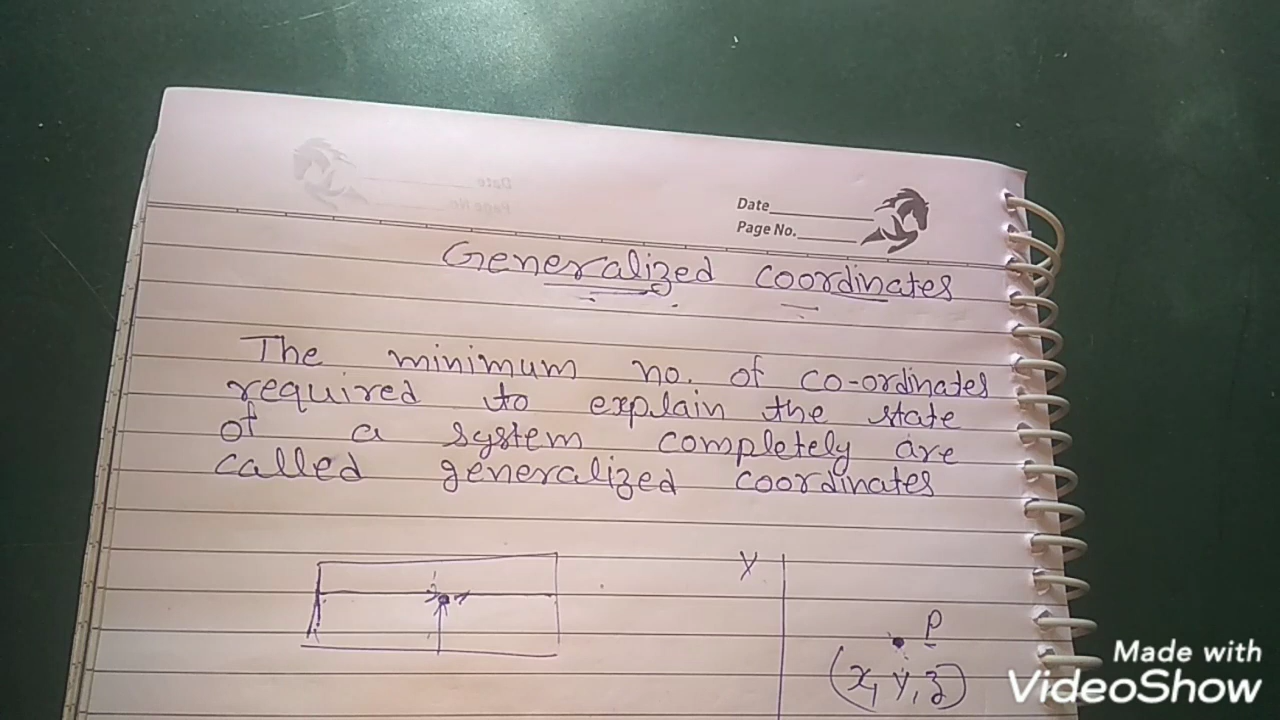 Date
Page No.
Generalized coordinates
The minimum no. of co-ordinates
required to explain the state
of a system completely are
called generalized coordinates
Y
P
(x, y, z)
Made with
VideoShow